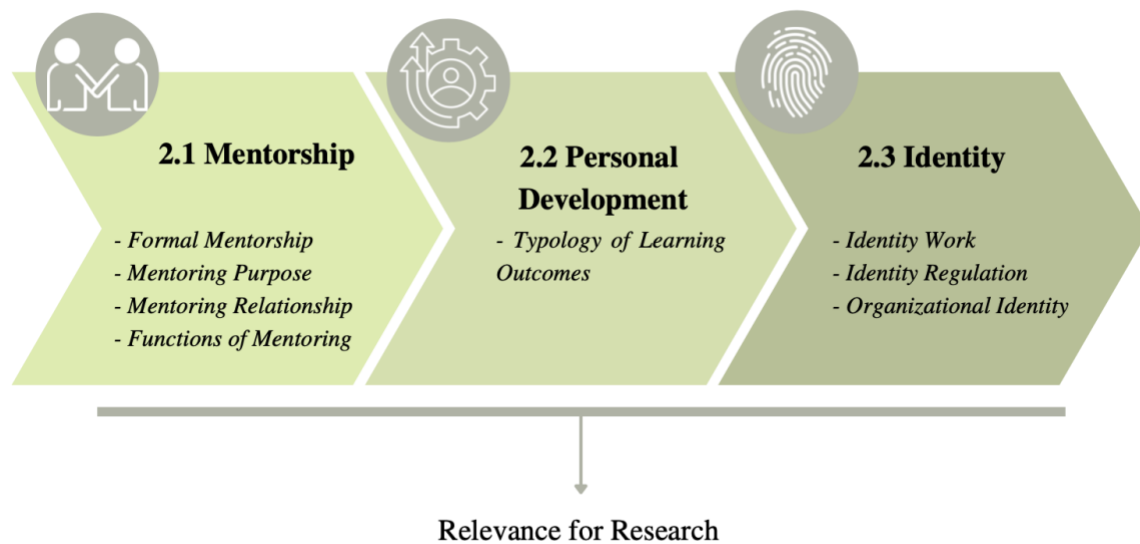 2.1 Mentorship
- Formal Mentorship
- Mentoring Purpose
- Mentoring Relationship
- Functions of Mentoring
2.2 Personal
Development
- Typology of Learning
Outcomes
2.3 Identity
- Identity Work
- Identity Regulation
- Organizational Identity
Relevance for Research